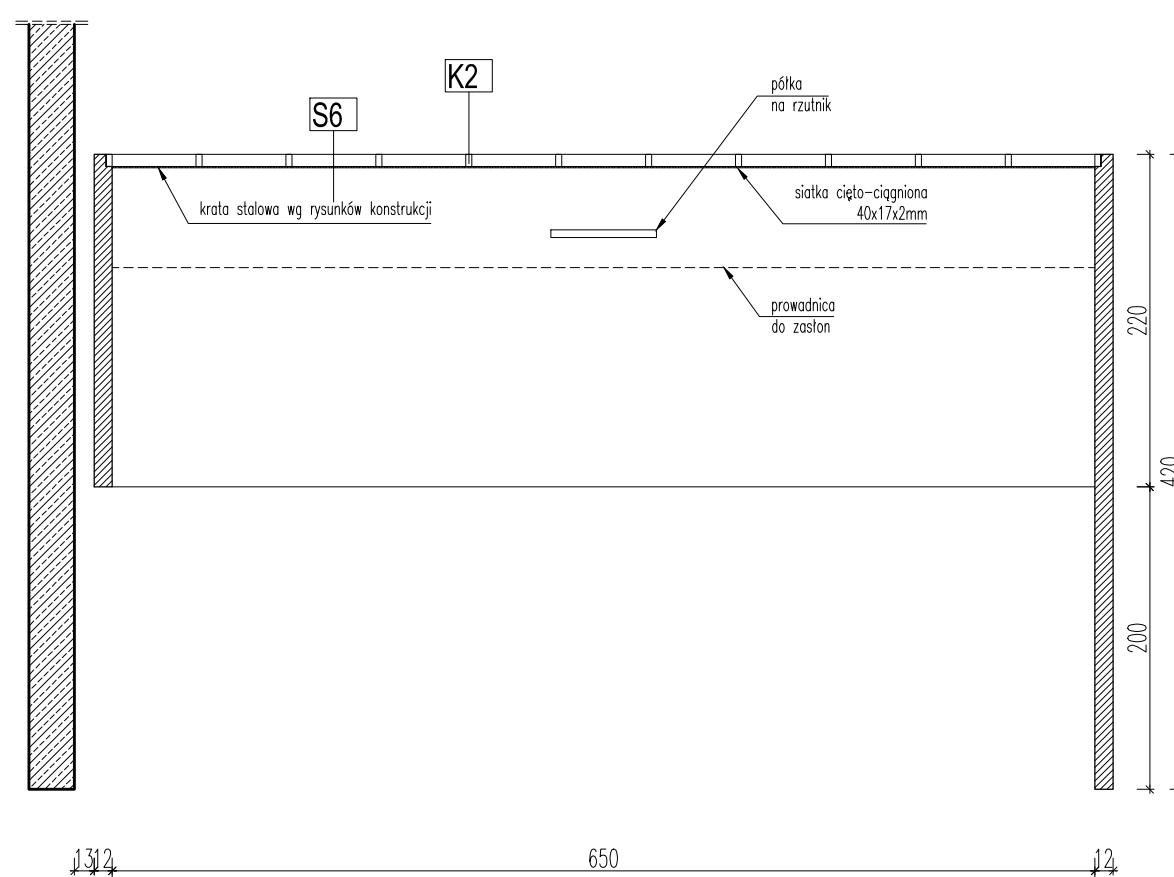 K2
S6
półka
na rzutnik
krata stalowa wg rysunków konstrukcji
siatka cięto-ciągniona
40x17x2mm
prowadnica
do zasłon
220
420
200
13
12
650
12